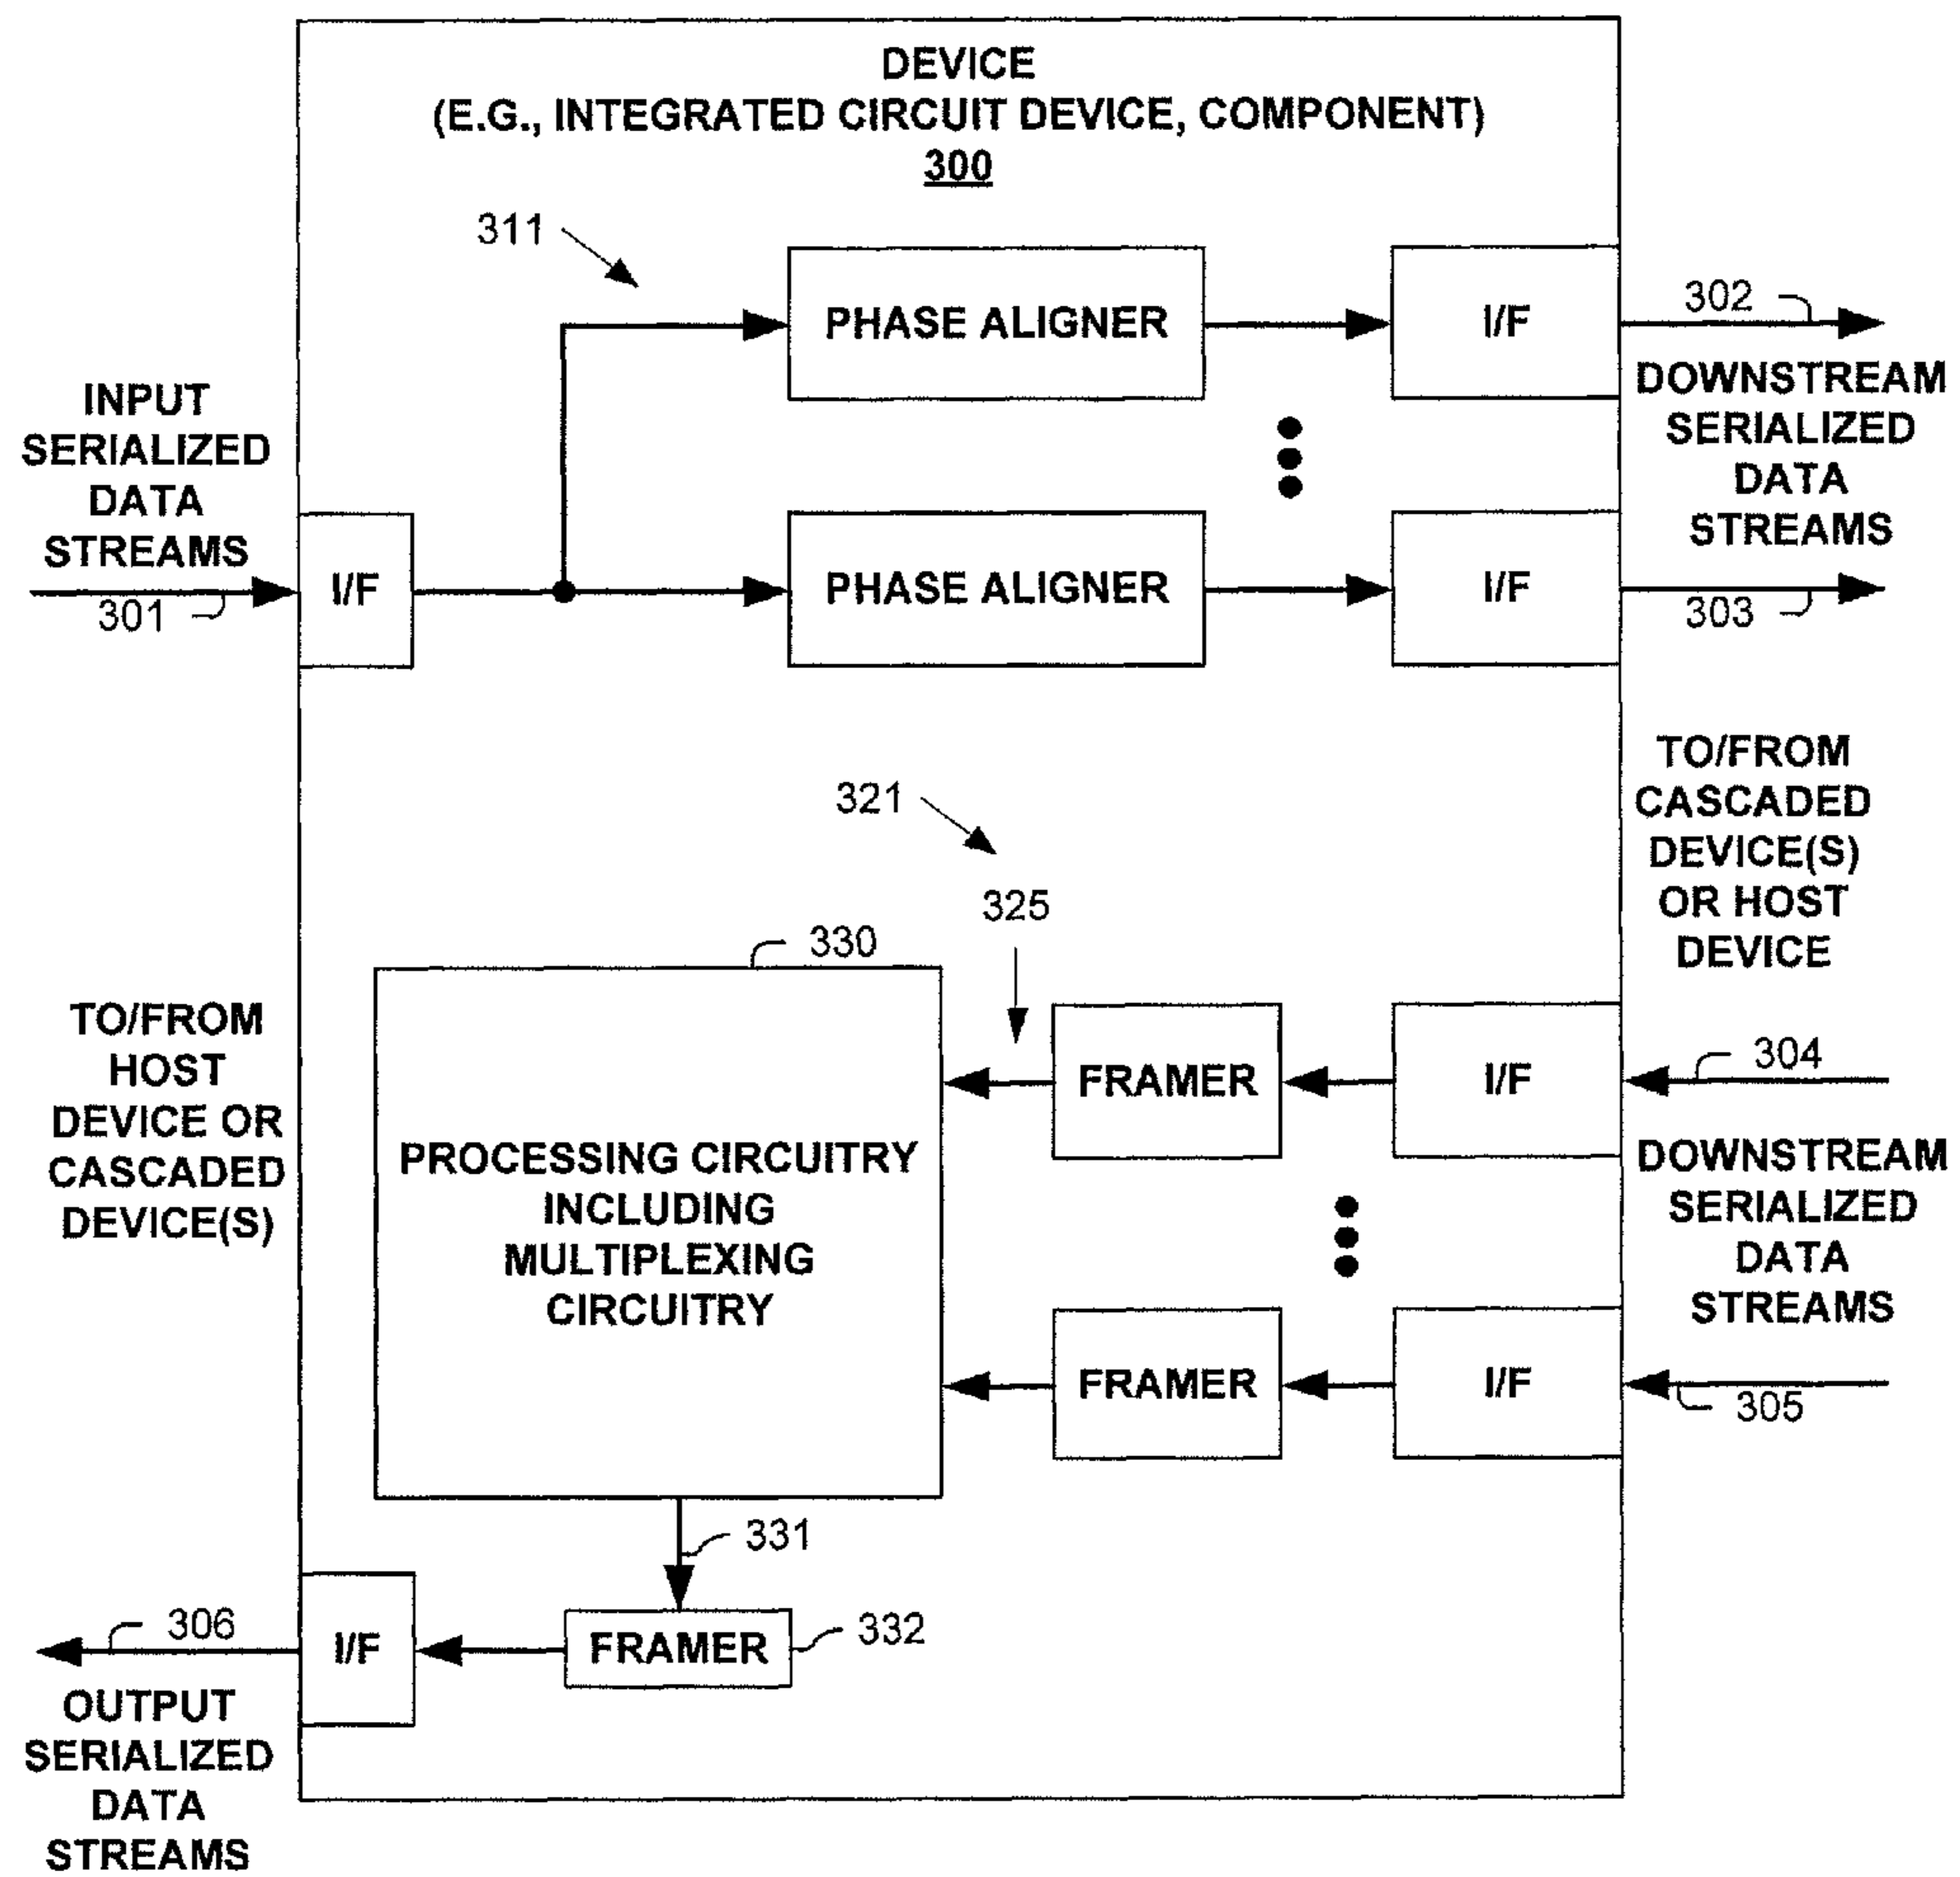 DEVICE
(E.G., INTEGRATED CIRCUIT DEVICE, COMPONENT)
300
311
PHASE ALIGNER
I/F
302
DOWNSTREAM
SERIALIZED
DATA
STREAMS
INPUT
SERIALIZED
DATA
STREAMS
301
I/F
PHASE ALIGNER
I/F
303
321
325
TO/FROM
CASCADED
DEVICE(S)
OR HOST
DEVICE
330
TO/FROM
HOST
DEVICE OR
CASCADED
DEVICE(S)
PROCESSING CIRCUITRY
INCLUDING
MULTIPLEXING
CIRCUITRY
FRAMER
I/F
304
DOWNSTREAM
SERIALIZED
DATA
STREAMS
FRAMER
I/F
305
331
306
I/F
FRAMER
332
OUTPUT
SERIALIZED
DATA
STREAMS